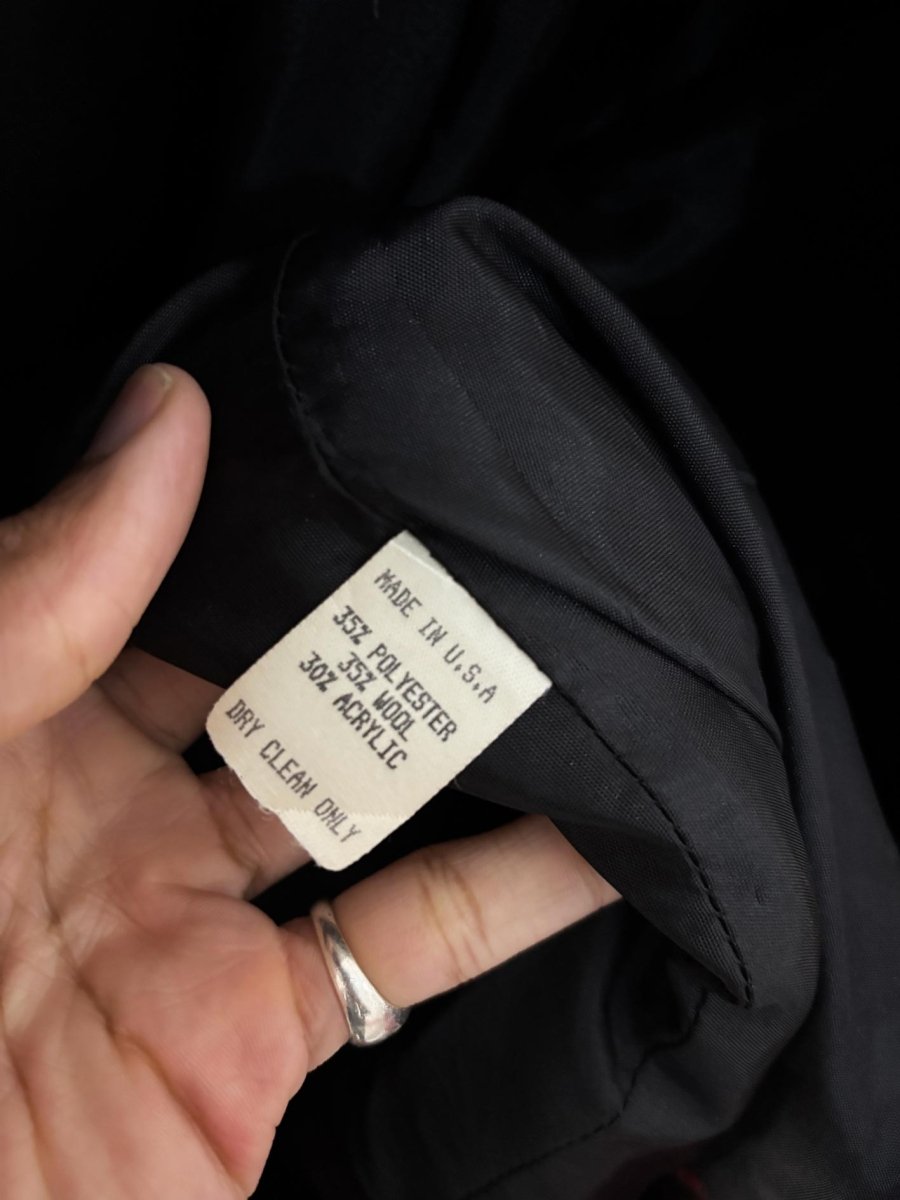 MADE IN U.S.A
35% POLYESTER
35% WOOL
30% ACRYLIC
DRY CLEAN ONLY